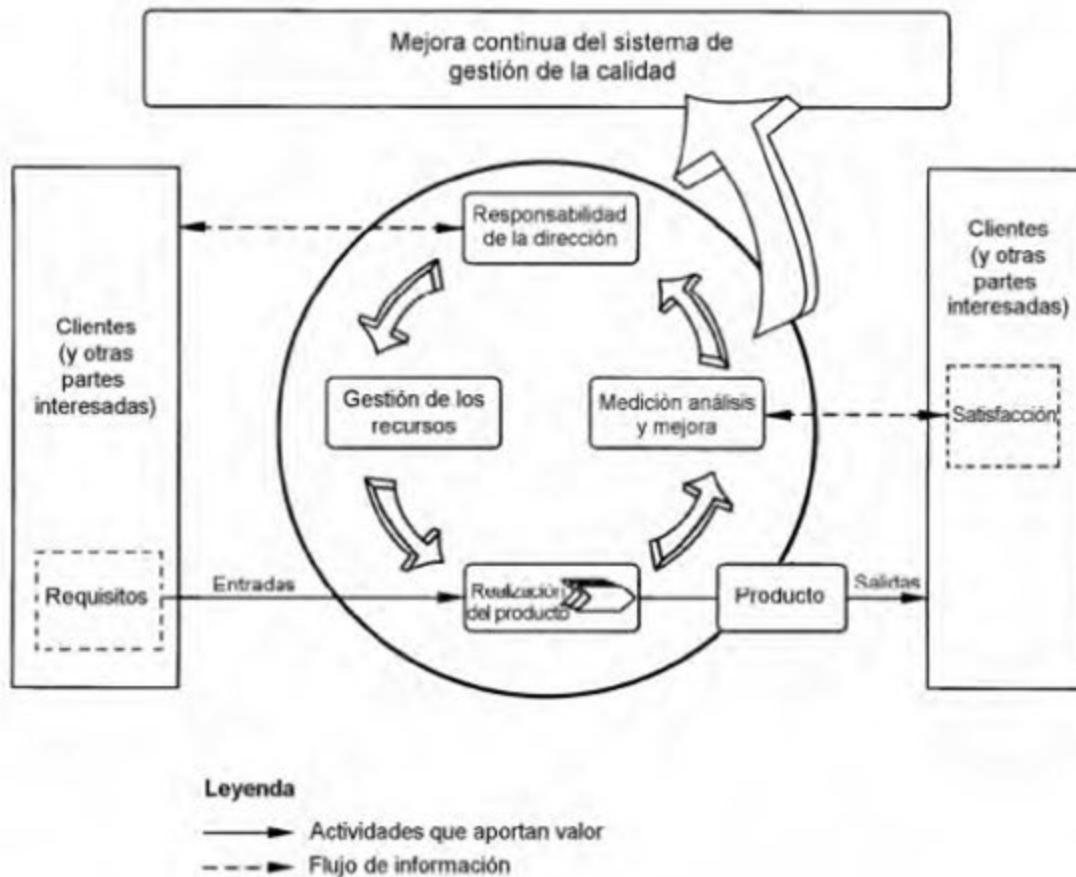 Mejora continua del sistema de
gestión de la calidad
Responsabilidad
de la dirección
Clientes
(y otras
partes
interesadas)
Clientes
(y otras
partes
interesadas)
Gestión de los
recursos
Medición análisis
y mejora
Satisfacción
Requisitos
Entradas
Realización
del producto
Producto
Salidas
Leyenda
Actividades que aportan valor
Flujo de información